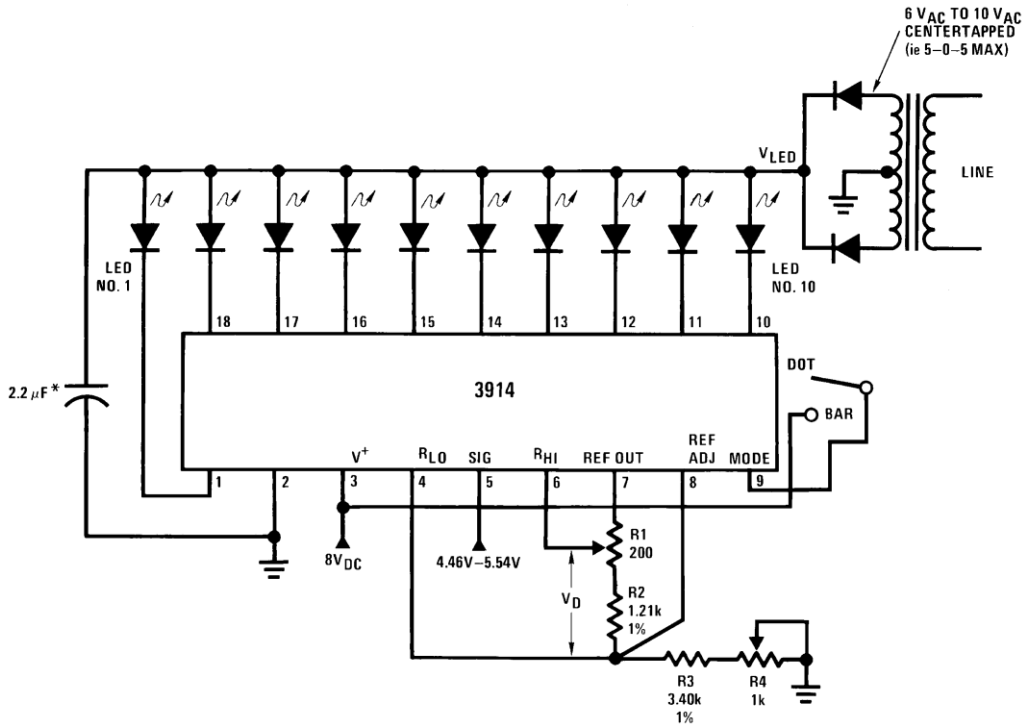 6 VAC TO 10 VAC
CENTERTAPPED
(ie 5–0–5 MAX)
VLED
LINE
LED
NO. 1
LED
NO. 10
18
17
16
15
14
13
12
11
10
2.2 μF*
3914
DOT
BAR
V+
RLO
SIG
RHI
REF OUT
REF
ADJ
MODE
1
2
3
4
5
6
7
8
9
8VDC
4.46V–5.54V
R1
200
VD
R2
1.21k
1%
R3
3.40k
1%
R4
1k